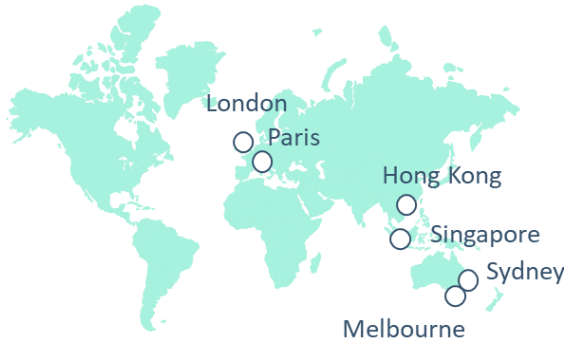 London
Paris
Hong Kong
Singapore
Sydney
Melbourne